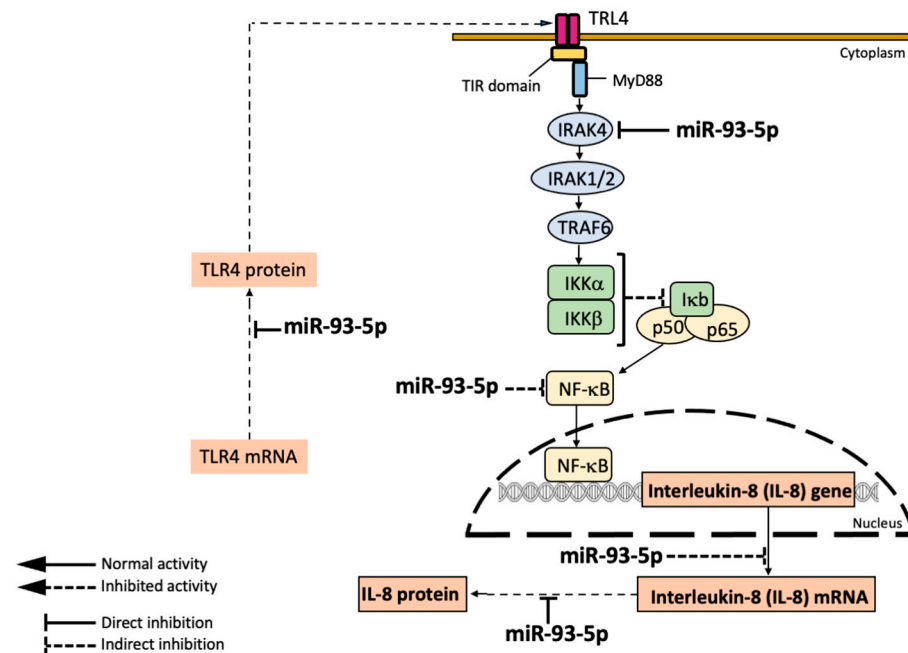 TRL4
Cytoplasm
TIR domain
MyD88
IRAK4
miR-93-5p
IRAK1/2
TRAF6
TLR4 protein
IKKα
Iκb
IKKβ
p50
p65
miR-93-5p
miR-93-5p
NF-κB
TLR4 mRNA
NF-κB
Interleukin-8 (IL-8) gene
Nucleus
miR-93-5p
Normal activity
Inhibited activity
IL-8 protein
Interleukin-8 (IL-8) mRNA
Direct inhibition
miR-93-5p
Indirect inhibition